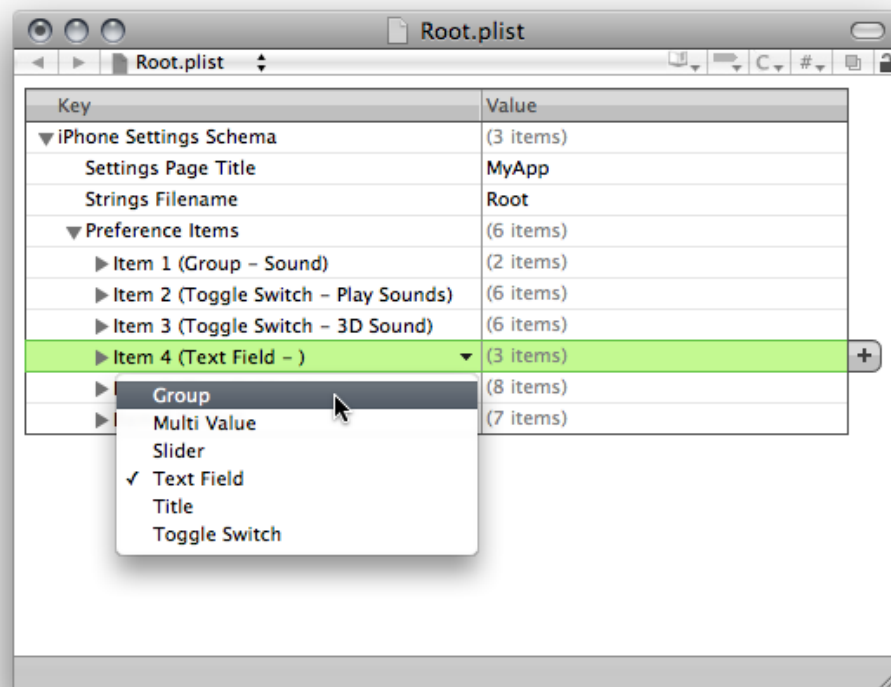 Root.plist
Root.plist C #
Key Value
iPhone Settings Schema (3 items)
Settings Page Title MyApp
Strings Filename Root
Preference Items (6 items)
Item 1 (Group – Sound) (2 items)
Item 2 (Toggle Switch – Play Sounds) (6 items)
Item 3 (Toggle Switch – 3D Sound) (6 items)
Item 4 (Text Field – ) (3 items) +
(8 items)
(7 items)
Group
Multi Value
Slider
✓ Text Field
Title
Toggle Switch